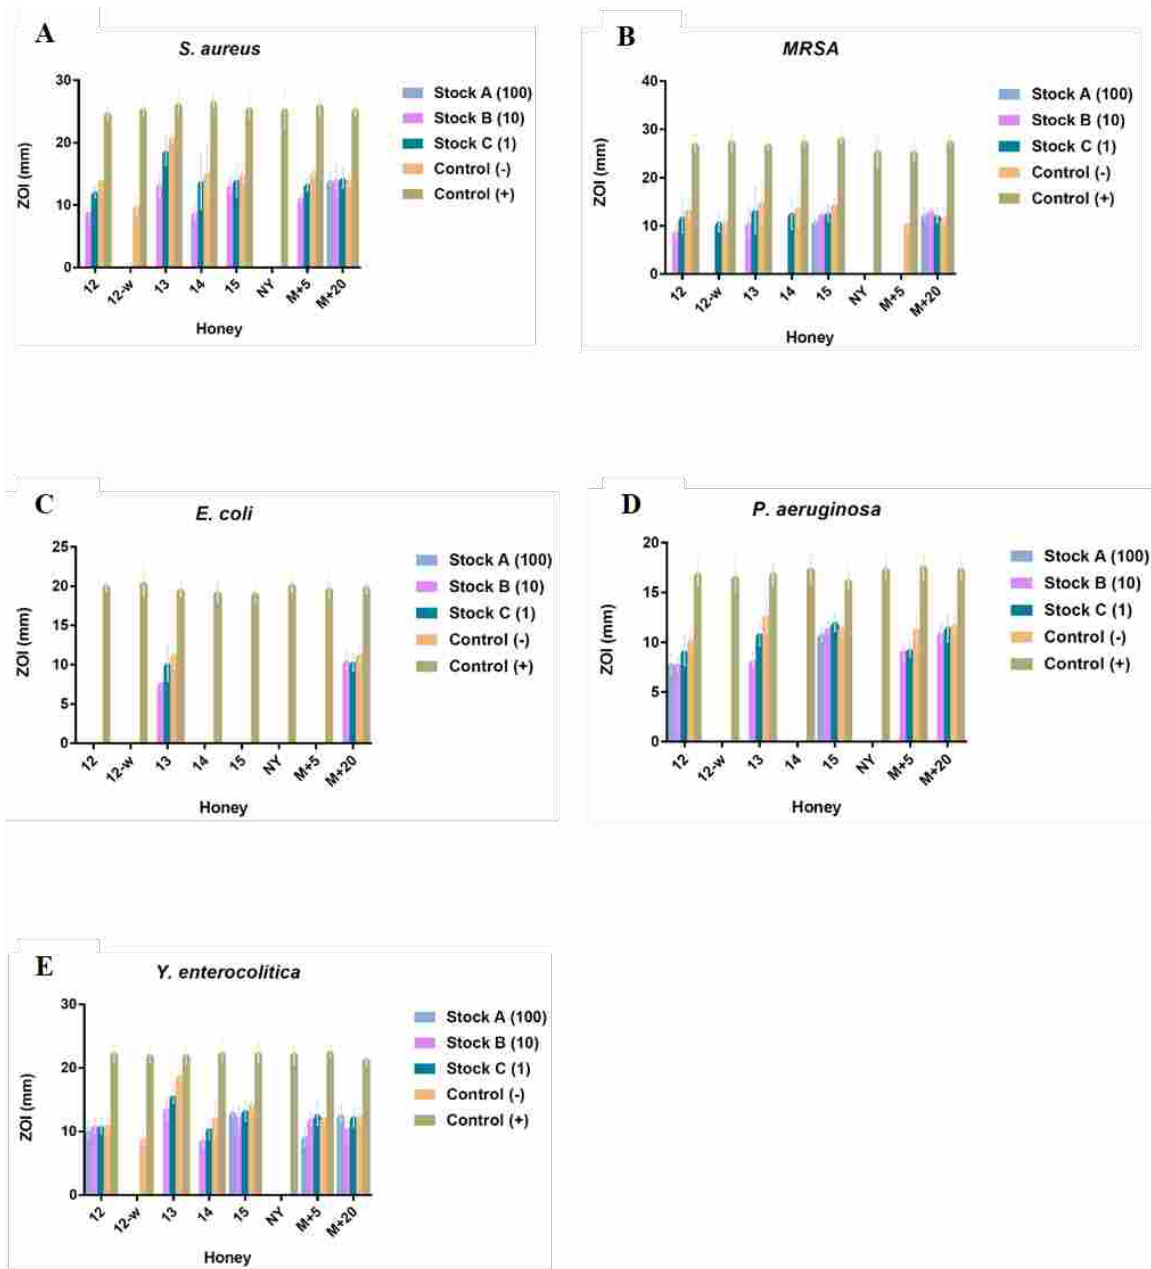 A
S. aureus
ZOI (mm)
30
20
10
0
12
12-w
13
14
15
NY
M+5
M+20
Honey
Stock A (100)
Stock B (10)
Stock C (1)
Control (-)
Control (+)
B
MRSA
ZOI (mm)
40
30
20
10
0
12
12-w
13
14
15
NY
M+5
M+20
Honey
Stock A (100)
Stock B (10)
Stock C (1)
Control (-)
Control (+)
C
E. coli
ZOI (mm)
25
20
15
10
5
0
12
12-w
13
14
15
NY
M+5
M+20
Honey
Stock A (100)
Stock B (10)
Stock C (1)
Control (-)
Control (+)
D
P. aeruginosa
ZOI (mm)
20
15
10
5
0
12
12-w
13
14
15
NY
M+5
M+20
Honey
Stock A (100)
Stock B (10)
Stock C (1)
Control (-)
Control (+)
E
Y. enterocolitica
ZOI (mm)
30
20
10
0
12
12-w
13
14
15
NY
M+5
M+20
Honey
Stock A (100)
Stock B (10)
Stock C (1)
Control (-)
Control (+)